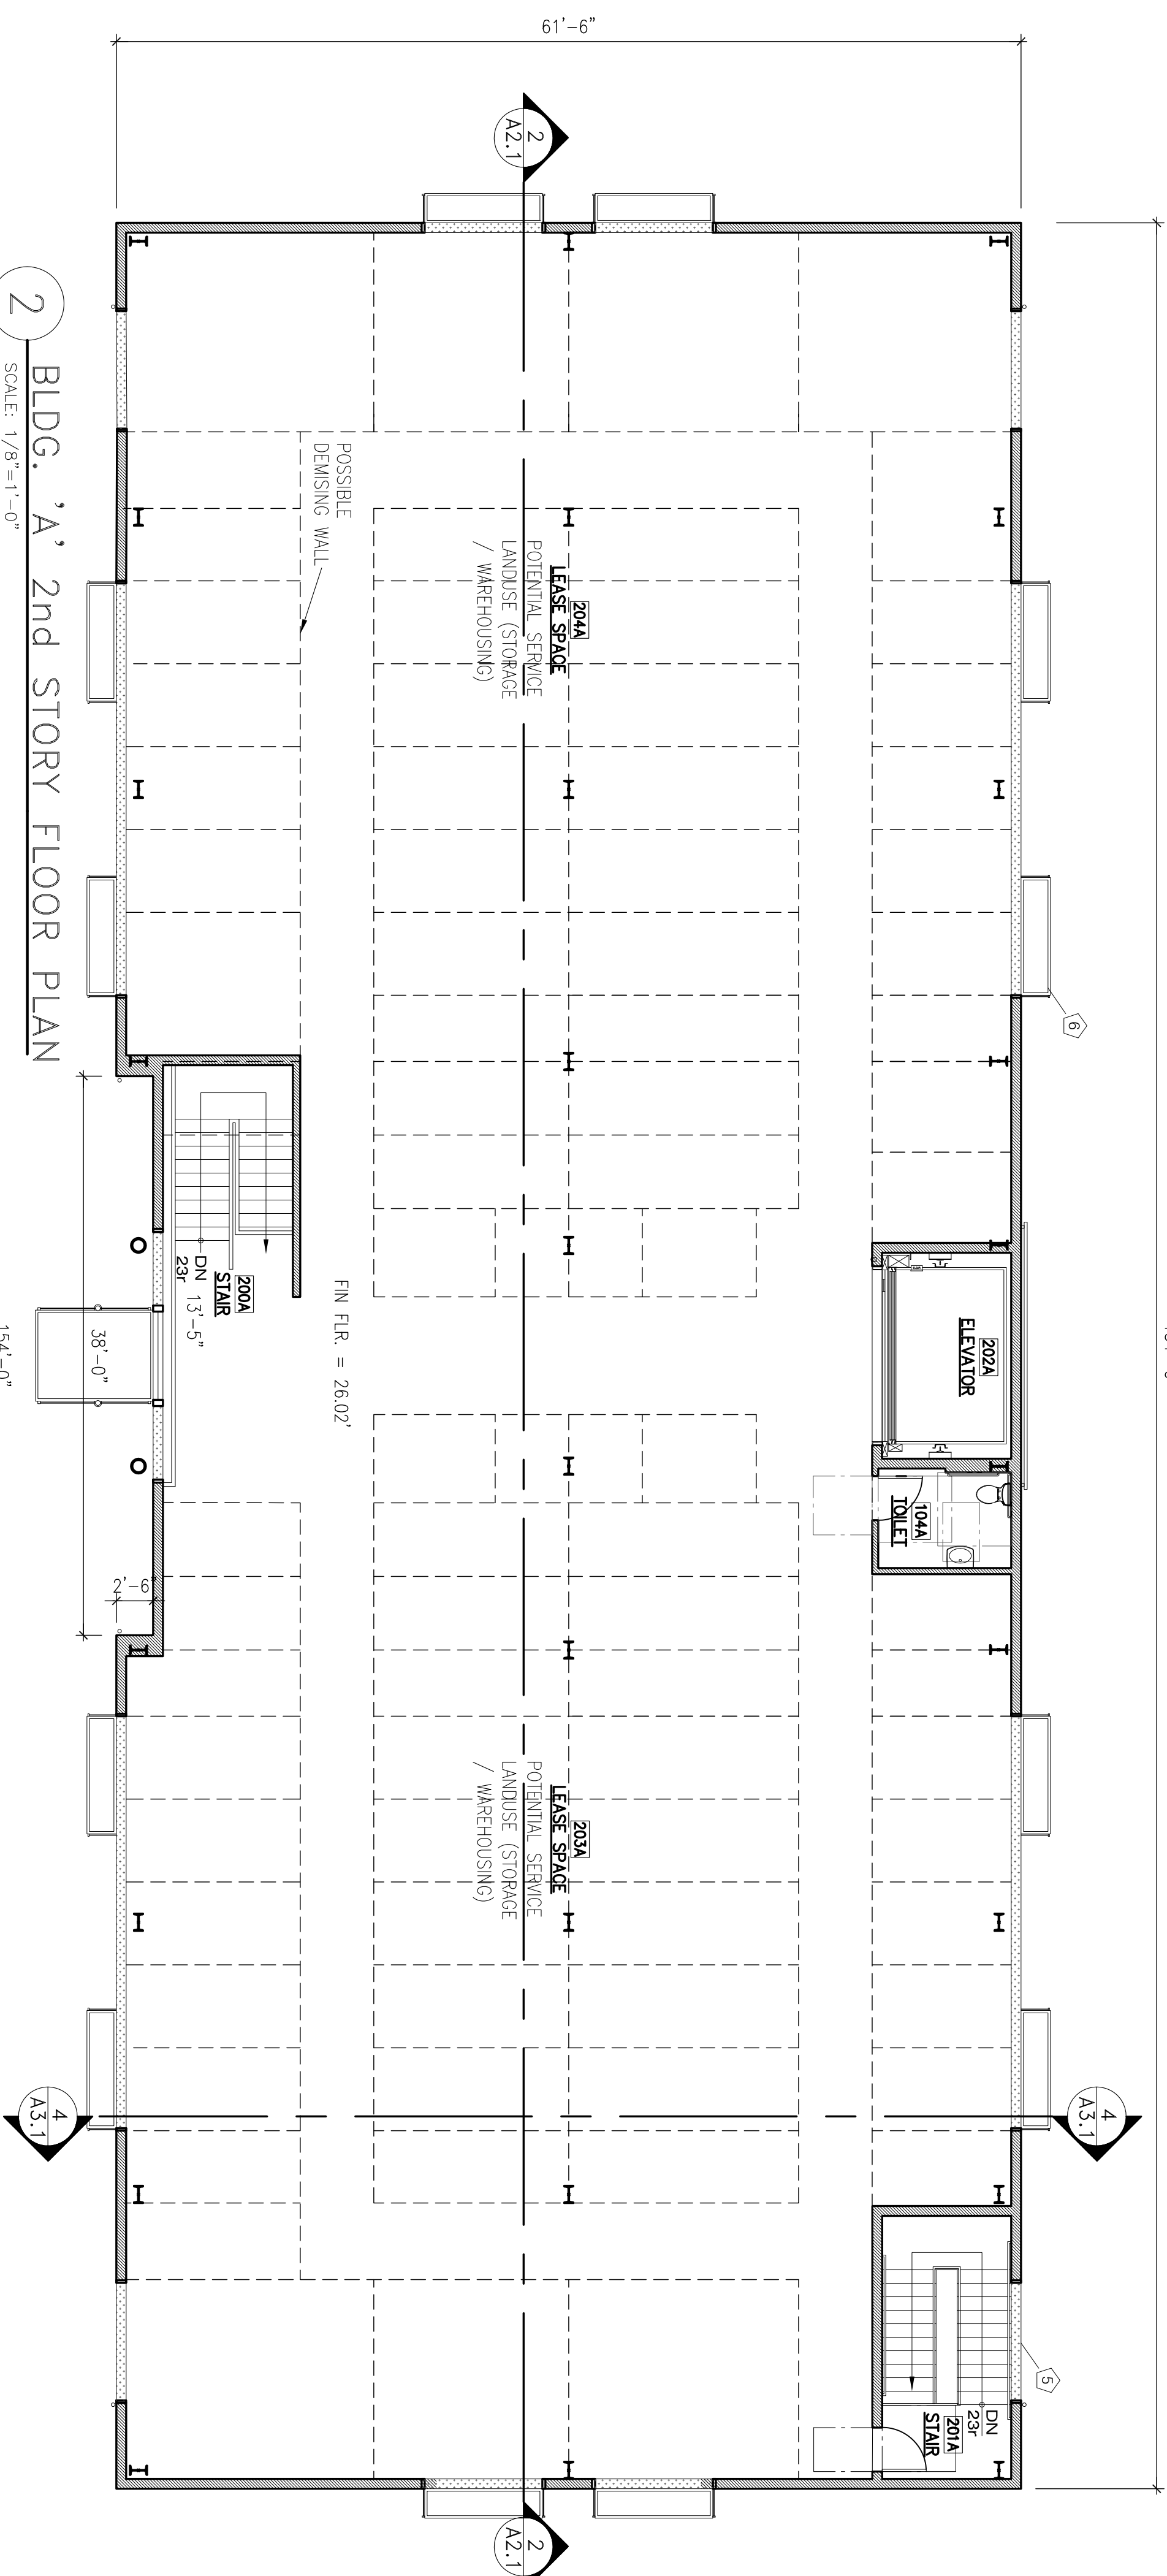 61'-6"
2
A2.1
POSSIBLE
DEMISING WALL
204A
LEASE SPACE
POTENTIAL SERVICE
LANDUSE (STORAGE
/ WAREHOUSING)
6
202A
ELEVATOR
104A
TOILET
200A
STAIR
DN 13'-5"
23r
FIN FLR. = 26.02'
38'-0"
2'-6"
203A
LEASE SPACE
POTENTIAL SERVICE
LANDUSE (STORAGE
/ WAREHOUSING)
4
A3.1
4
A3.1
5
DN
23r
201A
STAIR
2
A2.1
154'-0"
2
BLDG. 'A' 2nd STORY FLOOR PLAN
SCALE: 1/8"=1'-0"